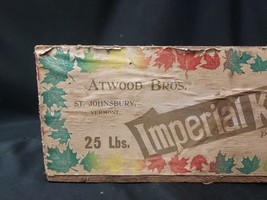 ATWOOD BROS.
ST. JOHNSBURY,
VERMONT.
25 Lbs.
Imperial K